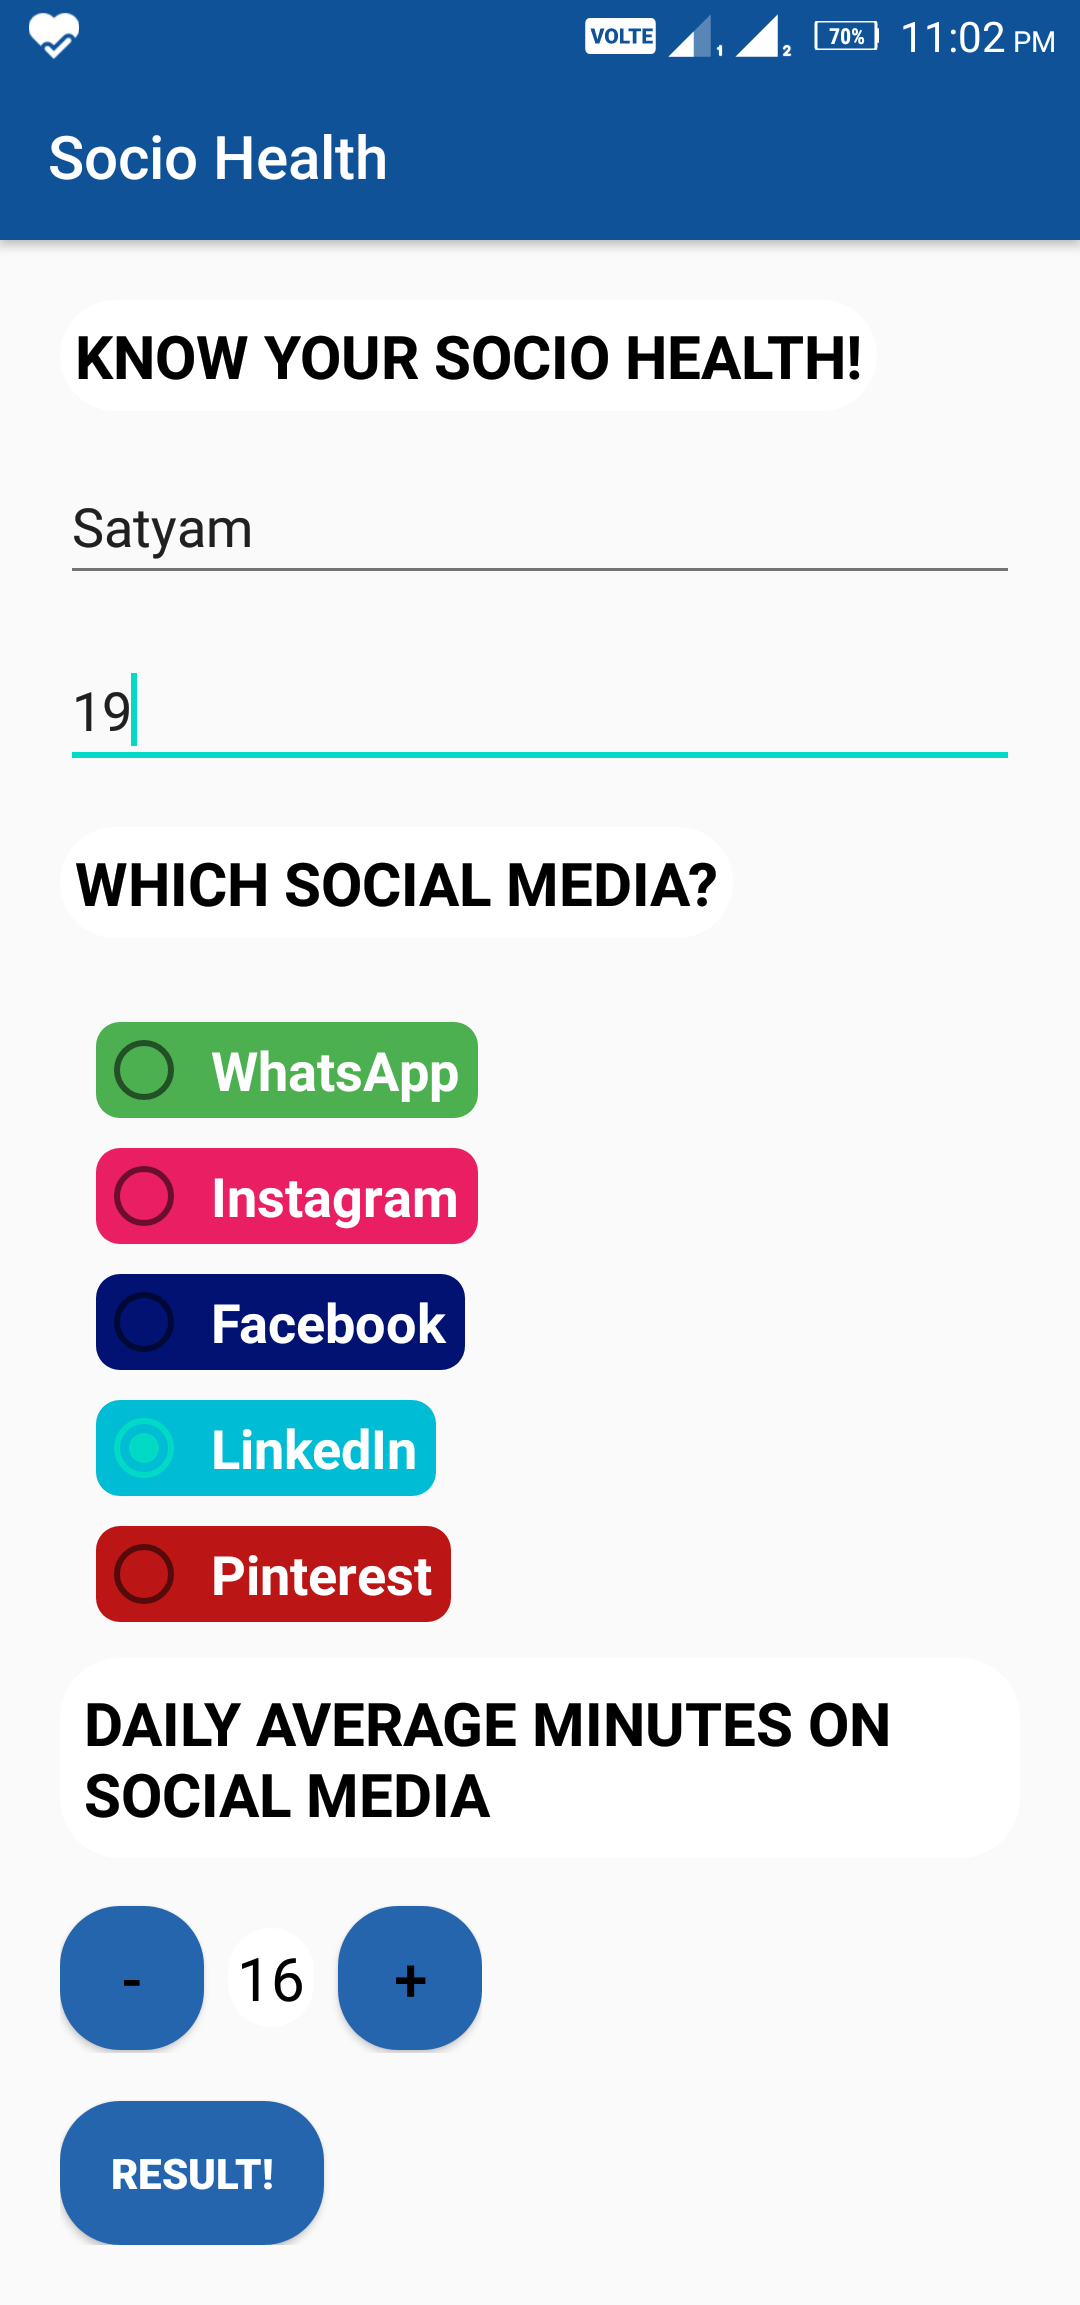 VOLTE 1 2 70% 11:02 PM
Socio Health
KNOW YOUR SOCIO HEALTH!
Satyam
19
WHICH SOCIAL MEDIA?
WhatsApp
Instagram
Facebook
LinkedIn
Pinterest
DAILY AVERAGE MINUTES ON
SOCIAL MEDIA
- 16 +
RESULT!